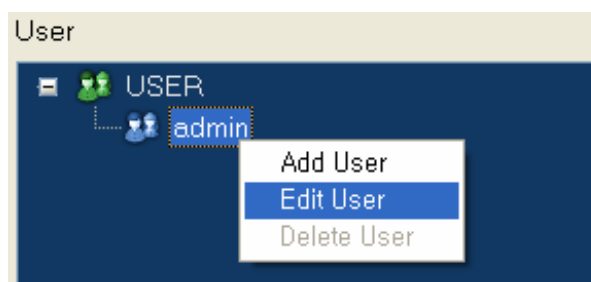 User
USER
admin
Add User
Edit User
Delete User